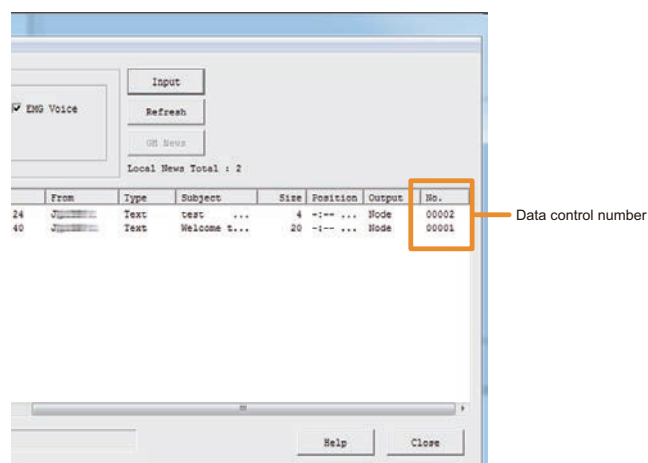 Input
EMG Voice
Refresh
GM News
Local News Total : 2
From Type Subject Size Position Output No.
24 Text test ... 4 -:-- ... Node 00002
40 Text Welcome t... 20 -:-- ... Node 00001
Data control number
Help Close